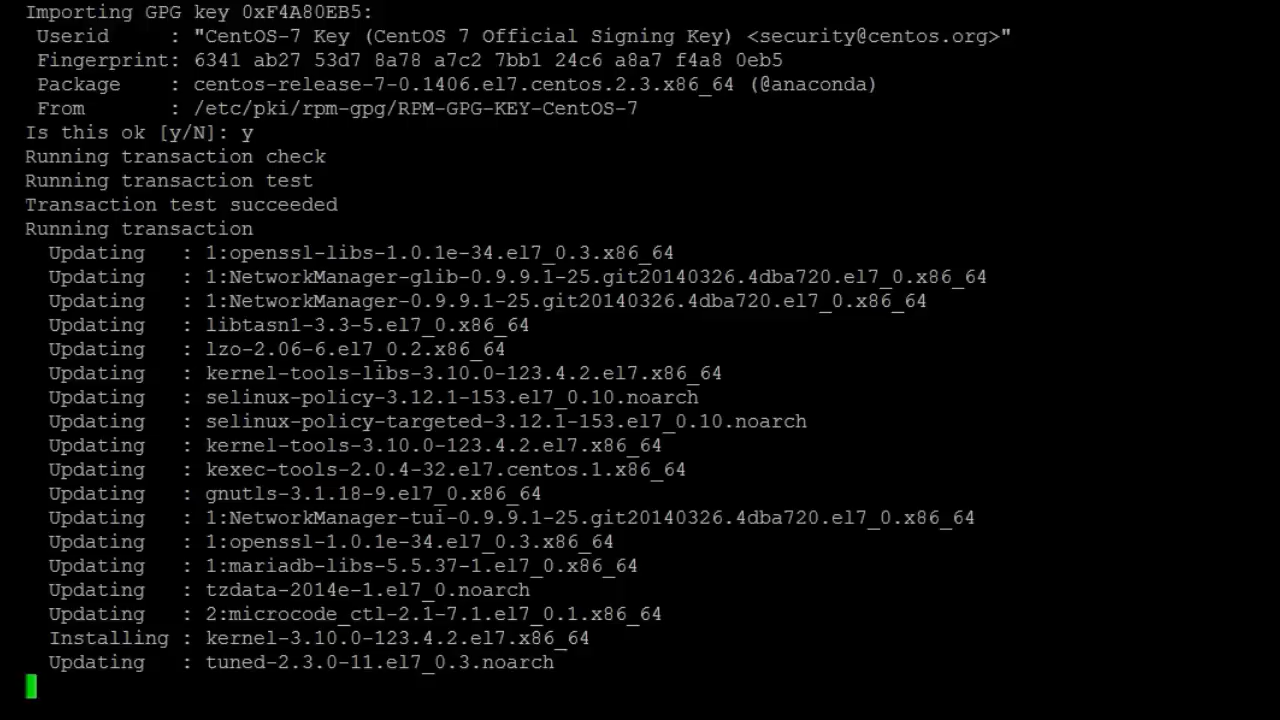 Importing GPG key 0xF4A80EB5:
 Userid     : "CentOS-7 Key (CentOS 7 Official Signing Key) <security@centos.org>"
 Fingerprint: 6341 ab27 53d7 8a78 a7c2 7bb1 24c6 a8a7 f4a8 0eb5
 Package    : centos-release-7-0.1406.el7.centos.2.3.x86_64 (@anaconda)
 From       : /etc/pki/rpm-gpg/RPM-GPG-KEY-CentOS-7
Is this ok [y/N]: y
Running transaction check
Running transaction test
Transaction test succeeded
Running transaction
  Updating   : 1:openssl-libs-1.0.1e-34.el7_0.3.x86_64
  Updating   : 1:NetworkManager-glib-0.9.9.1-25.git20140326.4dba720.el7_0.x86_64
  Updating   : 1:NetworkManager-0.9.9.1-25.git20140326.4dba720.el7_0.x86_64
  Updating   : libtasn1-3.3-5.el7_0.x86_64
  Updating   : lzo-2.06-6.el7_0.2.x86_64
  Updating   : kernel-tools-libs-3.10.0-123.4.2.el7.x86_64
  Updating   : selinux-policy-3.12.1-153.el7_0.10.noarch
  Updating   : selinux-policy-targeted-3.12.1-153.el7_0.10.noarch
  Updating   : kernel-tools-3.10.0-123.4.2.el7.x86_64
  Updating   : kexec-tools-2.0.4-32.el7.centos.1.x86_64
  Updating   : gnutls-3.1.18-9.el7_0.x86_64
  Updating   : 1:NetworkManager-tui-0.9.9.1-25.git20140326.4dba720.el7_0.x86_64
  Updating   : 1:openssl-1.0.1e-34.el7_0.3.x86_64
  Updating   : 1:mariadb-libs-5.5.37-1.el7_0.x86_64
  Updating   : tzdata-2014e-1.el7_0.noarch
  Updating   : 2:microcode_ctl-2.1-7.1.el7_0.1.x86_64
  Installing : kernel-3.10.0-123.4.2.el7.x86_64
  Updating   : tuned-2.3.0-11.el7_0.3.noarch